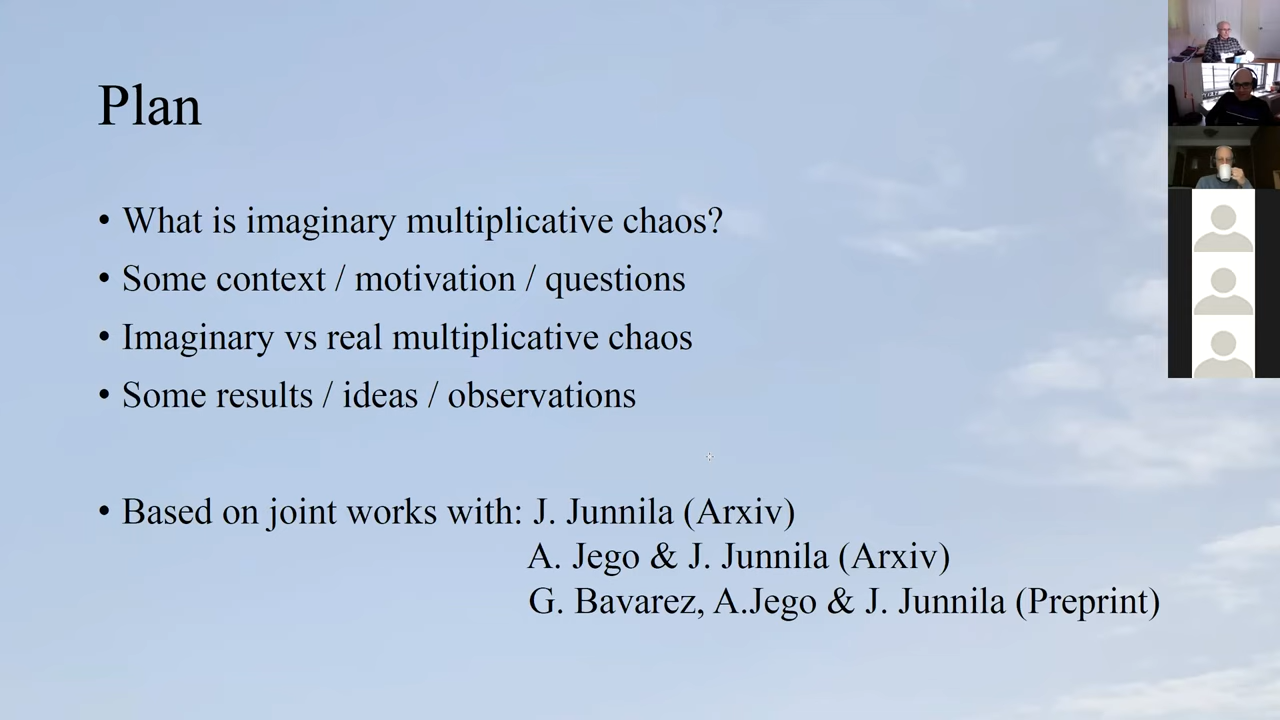 Plan
• What is imaginary multiplicative chaos?
• Some context / motivation / questions
• Imaginary vs real multiplicative chaos
• Some results / ideas / observations
• Based on joint works with: J. Junnila (Arxiv)
A. Jego & J. Junnila (Arxiv)
G. Bavarez, A.Jego & J. Junnila (Preprint)